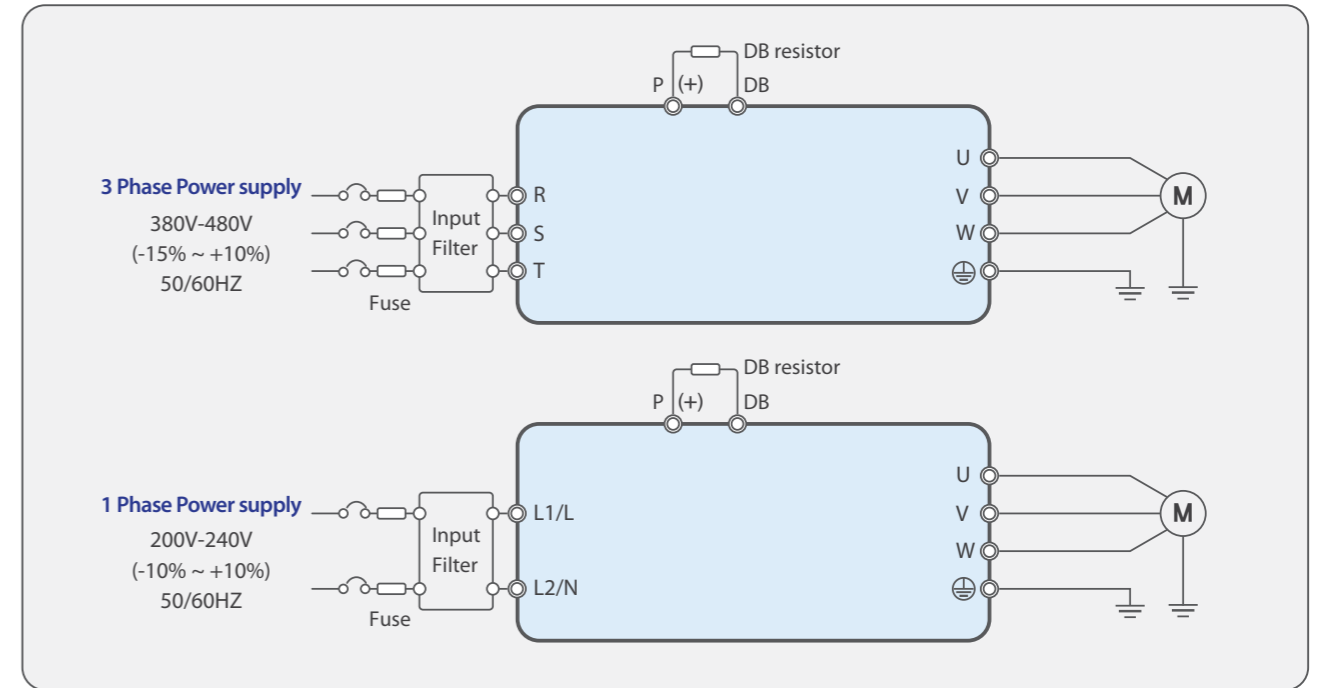 DB resistor
P (+) DB
3 Phase Power supply
380V-480V
(-15% ~ +10%)
50/60HZ
Fuse
Input
Filter
R
S
T
U
V
W
M
DB resistor
P (+) DB
1 Phase Power supply
200V-240V
(-10% ~ +10%)
50/60HZ
Fuse
Input
Filter
L1/L
L2/N
U
V
W
M